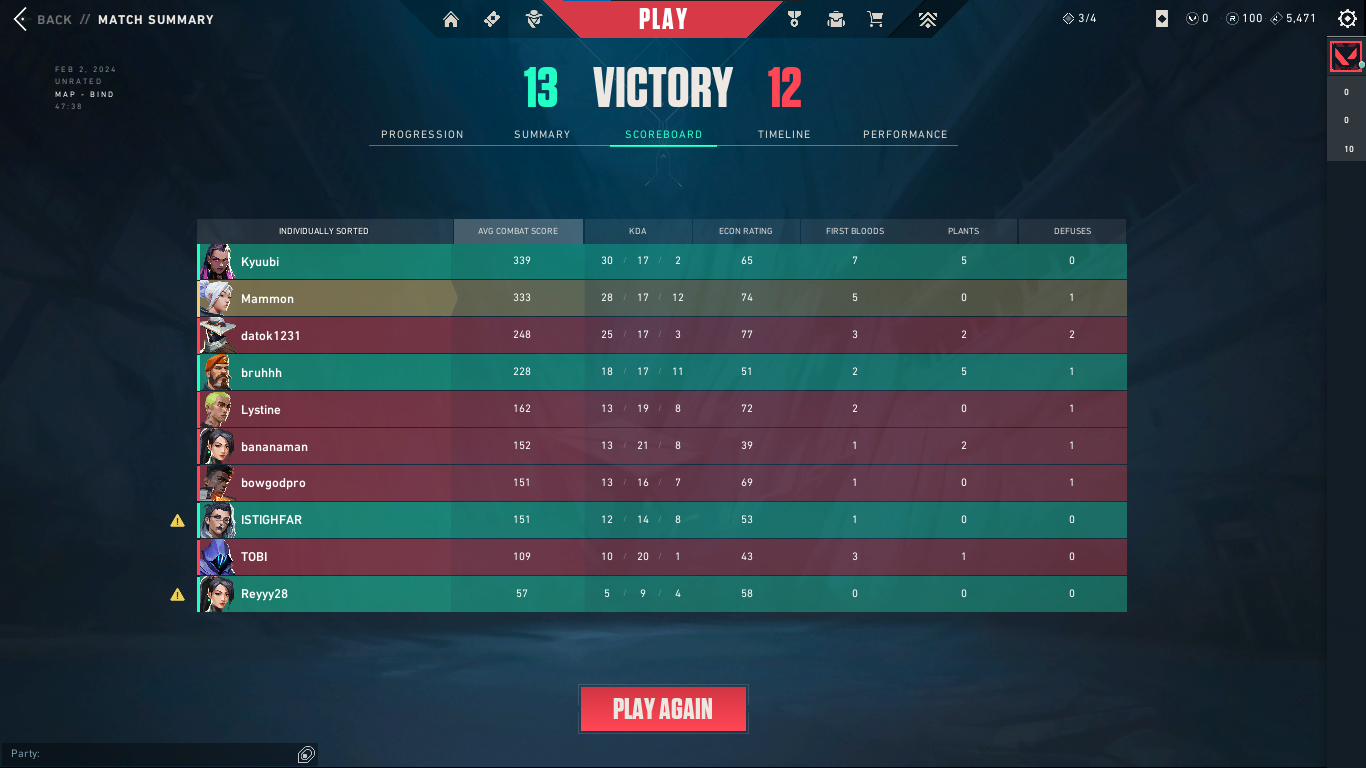 BACK // MATCH SUMMARY
PLAY
3/4
0
100
5,471
FEB 2, 2024
UNRATED
MAP - BIND
47:38
13 VICTORY 12
0
0
10
PROGRESSION SUMMARY SCOREBOARD TIMELINE PERFORMANCE
INDIVIDUALLY SORTED AVG COMBAT SCORE KDA ECON RATING FIRST BLOODS PLANTS DEFUSES
Kyuubi 339 30 / 17 / 2 65 7 5 0
Mammon 333 28 / 17 / 12 74 5 0 1
datok1231 248 25 / 17 / 3 77 3 2 2
bruhhh 228 18 / 17 / 11 51 2 5 1
Lystine 162 13 / 19 / 8 72 2 0 1
bananaman 152 13 / 21 / 8 39 1 2 1
bowgodpro 151 13 / 16 / 7 69 1 0 1
ISTIGHFAR 151 12 / 14 / 8 53 1 0 0
TOBI 109 10 / 20 / 1 43 3 1 0
Reyyy28 57 5 / 9 / 4 58 0 0 0
PLAY AGAIN
Party: